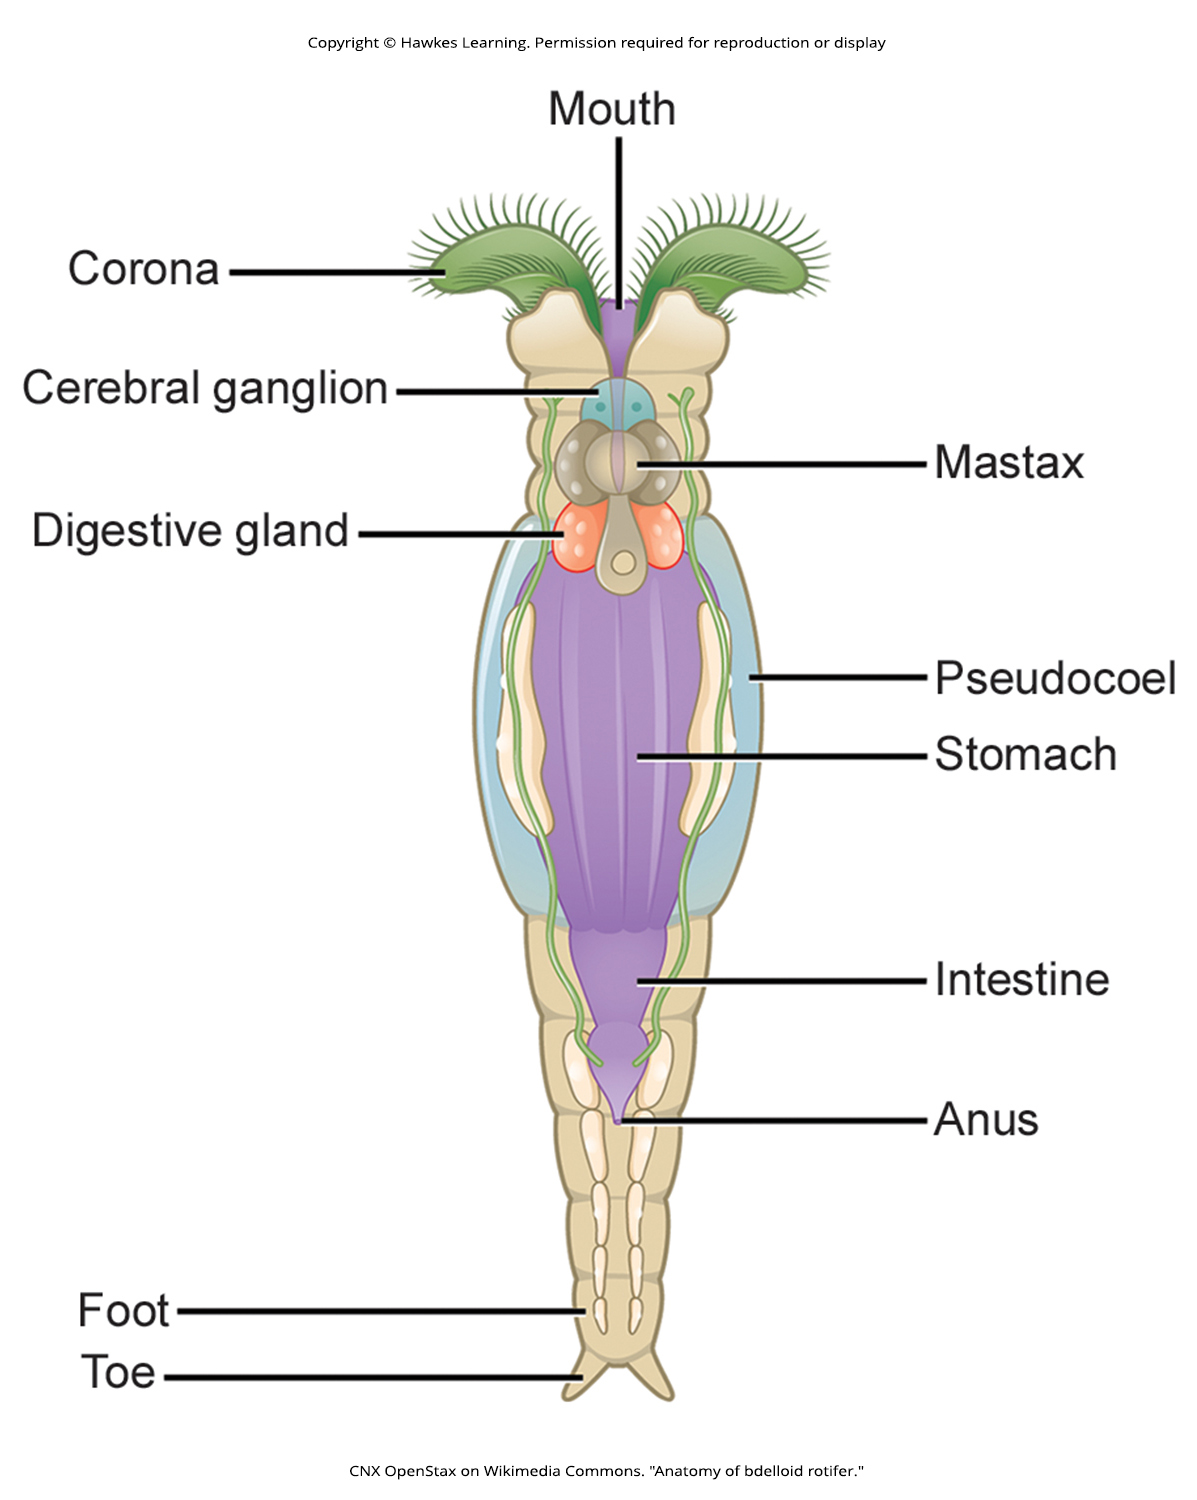 Copyright © Hawkes Learning. Permission required for reproduction or display
Mouth
Corona
Cerebral ganglion
Mastax
Digestive gland
Pseudocoel
Stomach
Intestine
Anus
Foot
Toe
CNX OpenStax on Wikimedia Commons. "Anatomy of bdelloid rotifer."